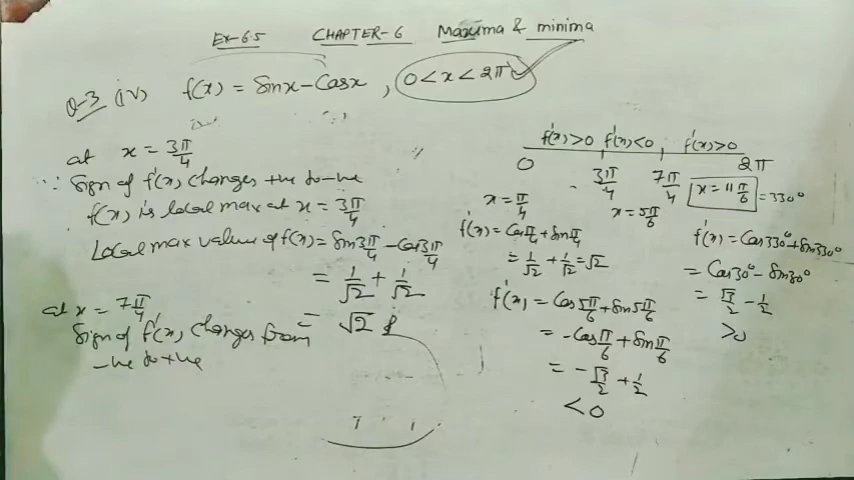 Ex-6.5 CHAPTER-6 Maxima & minima
Q-3 (iv) f(x) = Sinx - Cosx , 0 < x < 2π
at x = 3π/4
∵ Sign of f'(x) changes +ve to -ve
f(x) is local max at x = 3π/4
Local max value of f(x) = Sin3π/4 - Cos3π/4
= 1/√2 + 1/√2
= √2
at x = 7π/4
Sign of f'(x) changes from
-ve to +ve
f'(x)>0 f'(x)<0 f'(x)>0
0 3π/4 7π/4 2π
x = π/4 x = 5π/6 x = 11π/6 = 330°
f'(x) = Cosπ/4 + Sinπ/4
= 1/√2 + 1/√2 = √2
f'(x) = Cos5π/6 + Sin5π/6
= -Cosπ/6 + Sinπ/6
= -√3/2 + 1/2
< 0
f'(x) = Cos330° + Sin330°
= Cos30° - Sin30°
= √3/2 - 1/2
>0